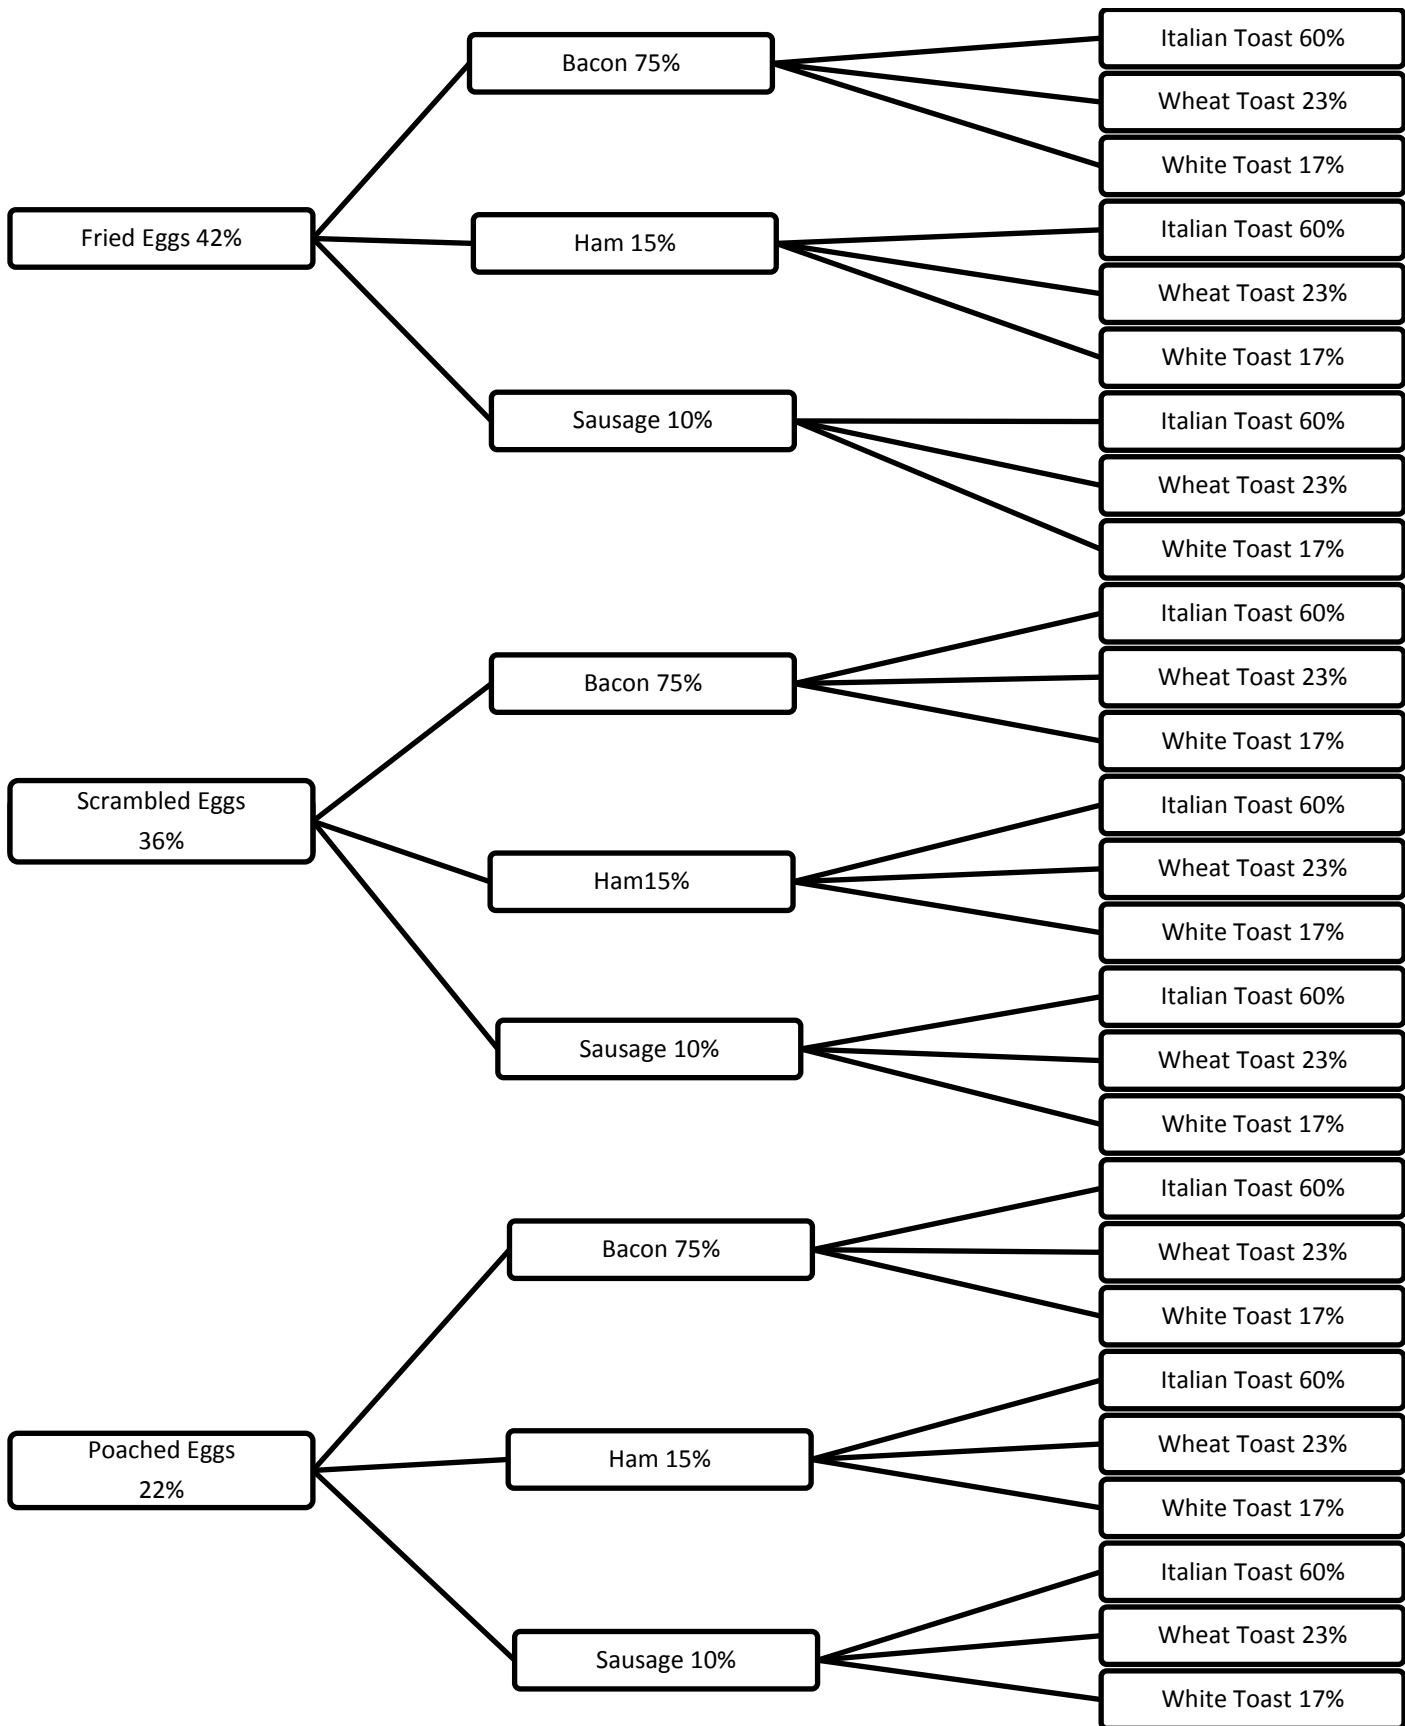 Fried Eggs 42%
Bacon 75%
Italian Toast 60%
Wheat Toast 23%
White Toast 17%
Ham 15%
Italian Toast 60%
Wheat Toast 23%
White Toast 17%
Sausage 10%
Italian Toast 60%
Wheat Toast 23%
White Toast 17%
Scrambled Eggs
36%
Bacon 75%
Italian Toast 60%
Wheat Toast 23%
White Toast 17%
Ham15%
Italian Toast 60%
Wheat Toast 23%
White Toast 17%
Sausage 10%
Italian Toast 60%
Wheat Toast 23%
White Toast 17%
Poached Eggs
22%
Bacon 75%
Italian Toast 60%
Wheat Toast 23%
White Toast 17%
Ham 15%
Italian Toast 60%
Wheat Toast 23%
White Toast 17%
Sausage 10%
Italian Toast 60%
Wheat Toast 23%
White Toast 17%